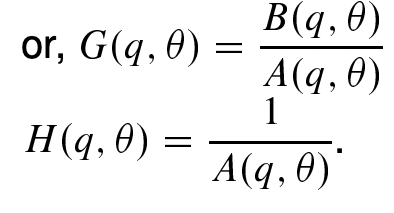 or, G(q, θ) = B(q, θ) / A(q, θ)
H(q, θ) = 1 / A(q, θ).